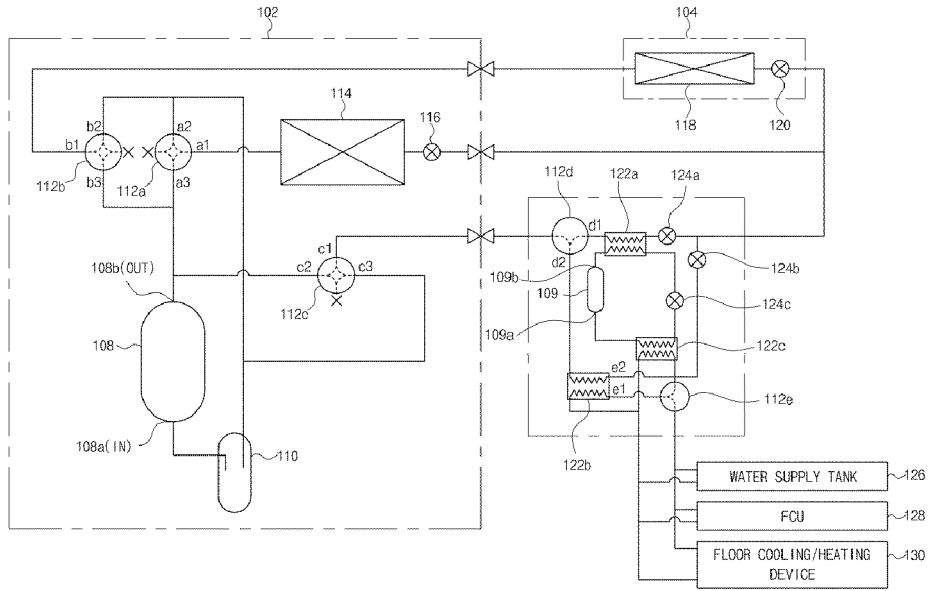 102
104
114
116
118
120
b2
a2
b1
a1
112b
b3
112a
a3
112d
122a
124a
d1
d2
c1
c2
c3
108b(OUT)
109b
109
124b
124c
112c
109a
108
122c
e2
e1
112e
108a(IN)
110
122b
WATER SUPPLY TANK
126
FCU
128
FLOOR COOLING/HEATING
DEVICE
130